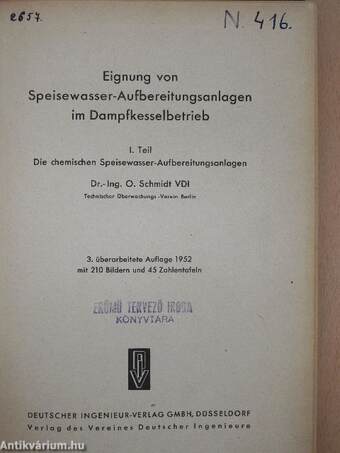 2657.
N. 416.
Eignung von
Speisewasser-Aufbereitungsanlagen
im Dampfkesselbetrieb
I. Teil
Die chemischen Speisewasser-Aufbereitungsanlagen
Dr.-Ing. O. Schmidt VDI
Technischer Überwachungs-Verein Berlin
3. überarbeitete Auflage 1952
mit 210 Bildern und 45 Zahlentafeln
ERŐMŰ TERVEZŐ IRODA
KÖNYVTÁRA
DEUTSCHER INGENIEUR-VERLAG GMBH, DÜSSELDORF
Verlag des Vereines Deutscher Ingenieure
Antikvárium.hu